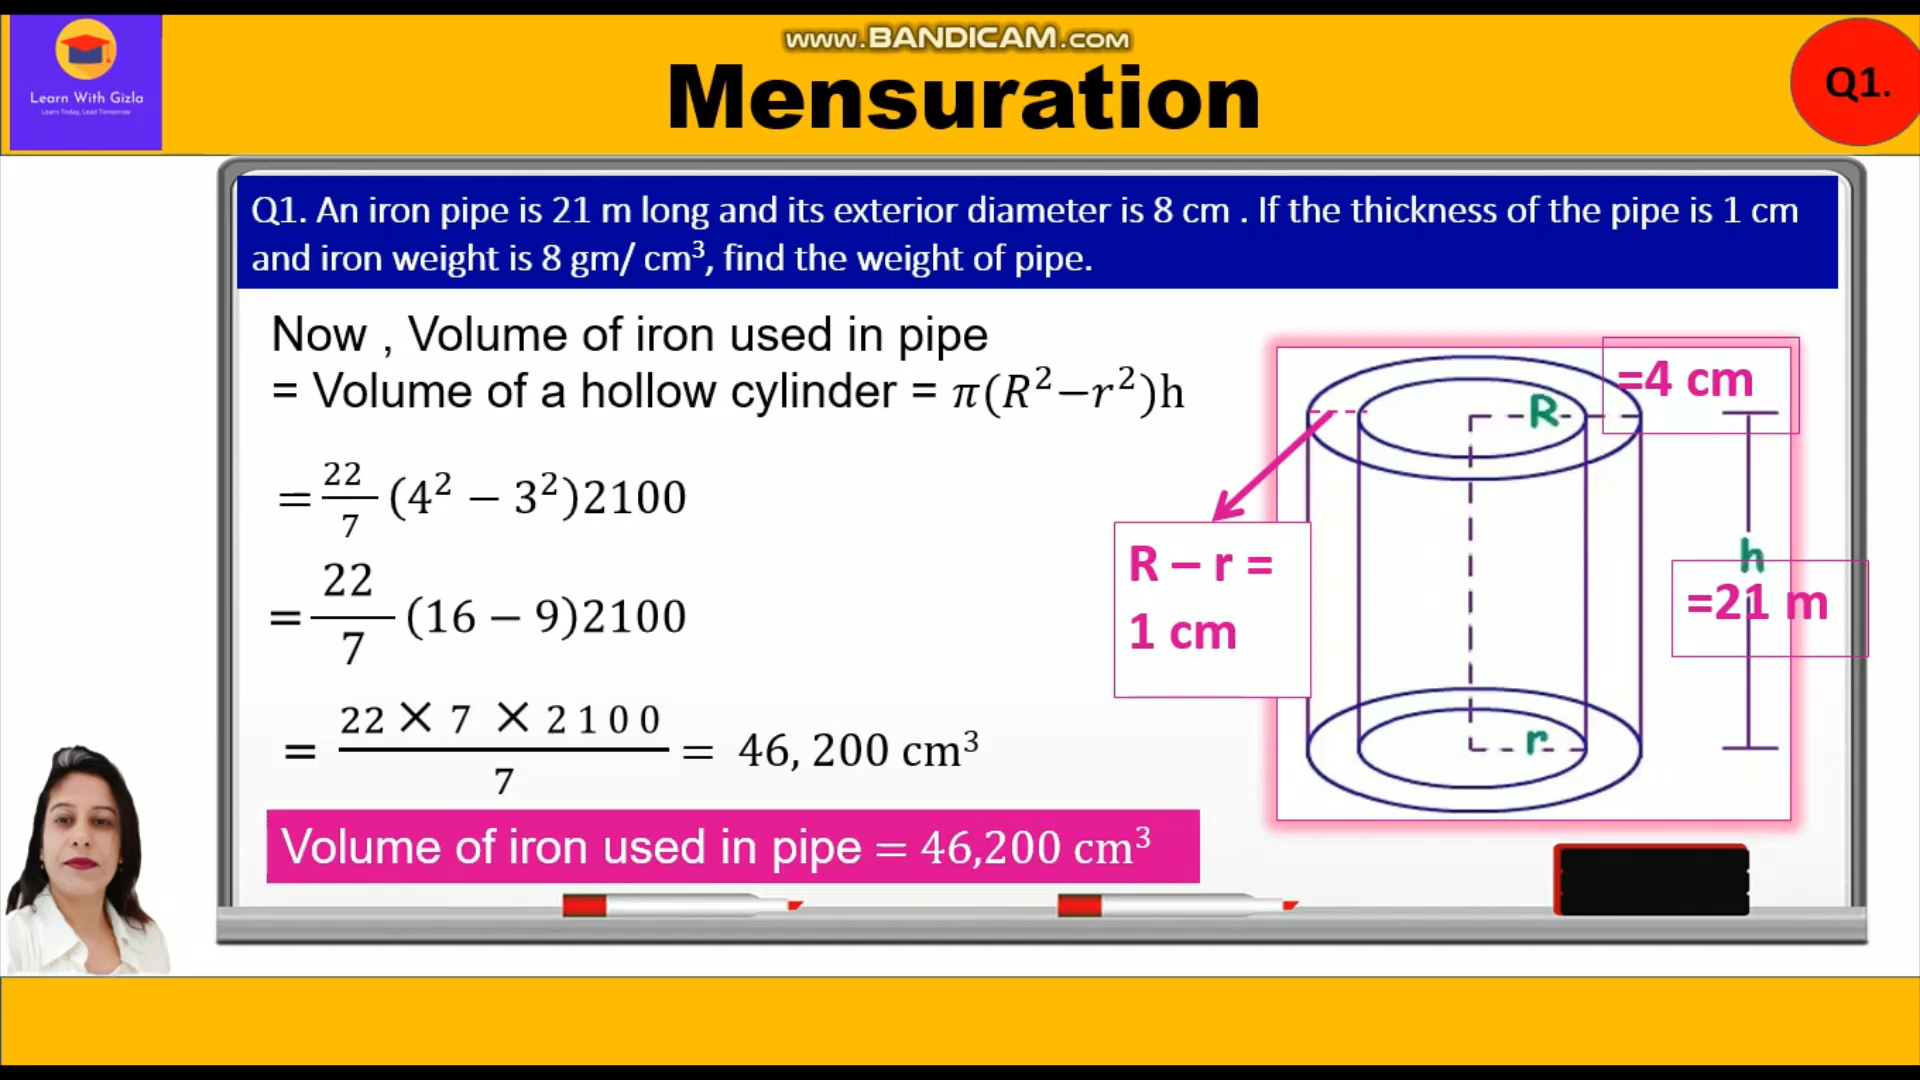 www.BANDICAM.com
Learn With Gizla
Learn Today, Lead Tomorrow
Mensuration
Q1.
Q1. An iron pipe is 21 m long and its exterior diameter is 8 cm . If the thickness of the pipe is 1 cm
and iron weight is 8 gm/ cm³, find the weight of pipe.
Now , Volume of iron used in pipe
= Volume of a hollow cylinder = π(R²−r²)h
=22/7 (4² − 3²)2100
=22/7 (16 − 9)2100
= 22 × 7 × 2100/7 = 46, 200 cm³
Volume of iron used in pipe = 46,200 cm³
=4 cm
R
R – r =
1 cm
h
=21 m
r